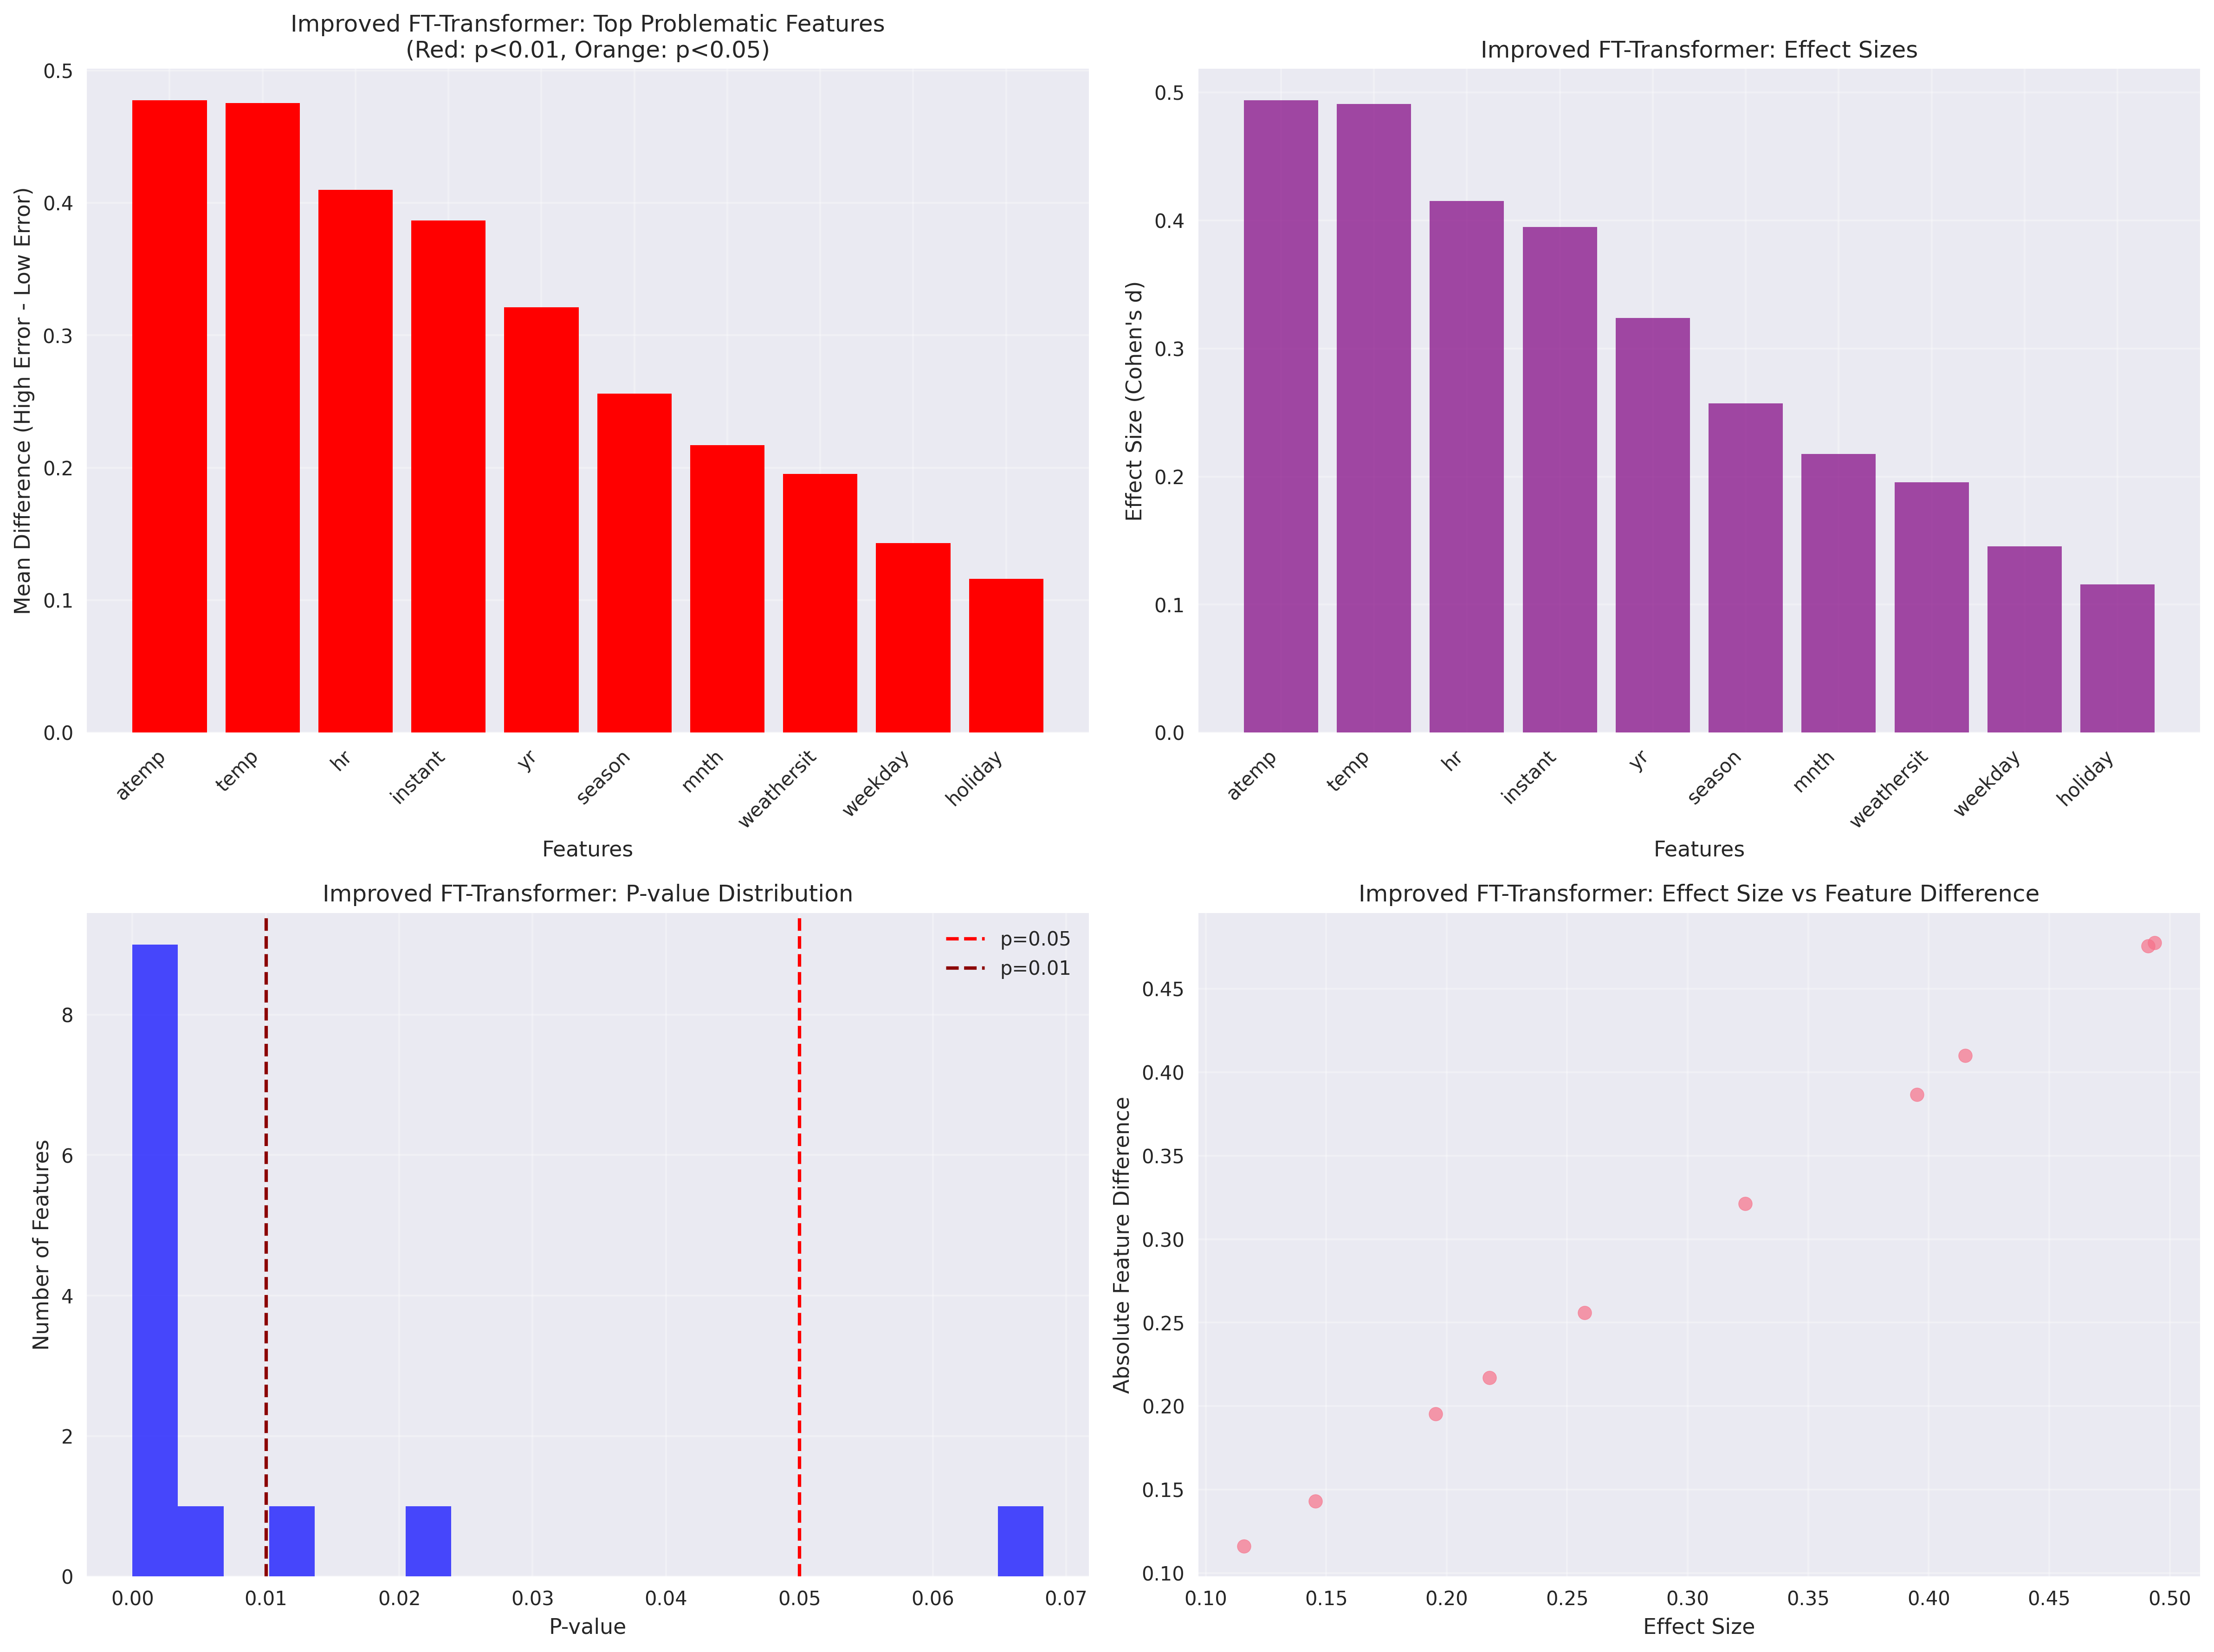 Improved FT-Transformer: Top Problematic Features
(Red: p<0.01, Orange: p<0.05)
Mean Difference (High Error - Low Error)
0.5
0.4
0.3
0.2
0.1
0.0
atemp
temp
hr
instant
yr
season
mnth
weathersit
weekday
holiday
Features
Improved FT-Transformer: Effect Sizes
Effect Size (Cohen's d)
0.5
0.4
0.3
0.2
0.1
0.0
atemp
temp
hr
instant
yr
season
mnth
weathersit
weekday
holiday
Features
Improved FT-Transformer: P-value Distribution
Number of Features
8
6
4
2
0
p=0.05
p=0.01
0.00
0.01
0.02
0.03
0.04
0.05
0.06
0.07
P-value
Improved FT-Transformer: Effect Size vs Feature Difference
Absolute Feature Difference
0.45
0.40
0.35
0.30
0.25
0.20
0.15
0.10
0.10
0.15
0.20
0.25
0.30
0.35
0.40
0.45
0.50
Effect Size